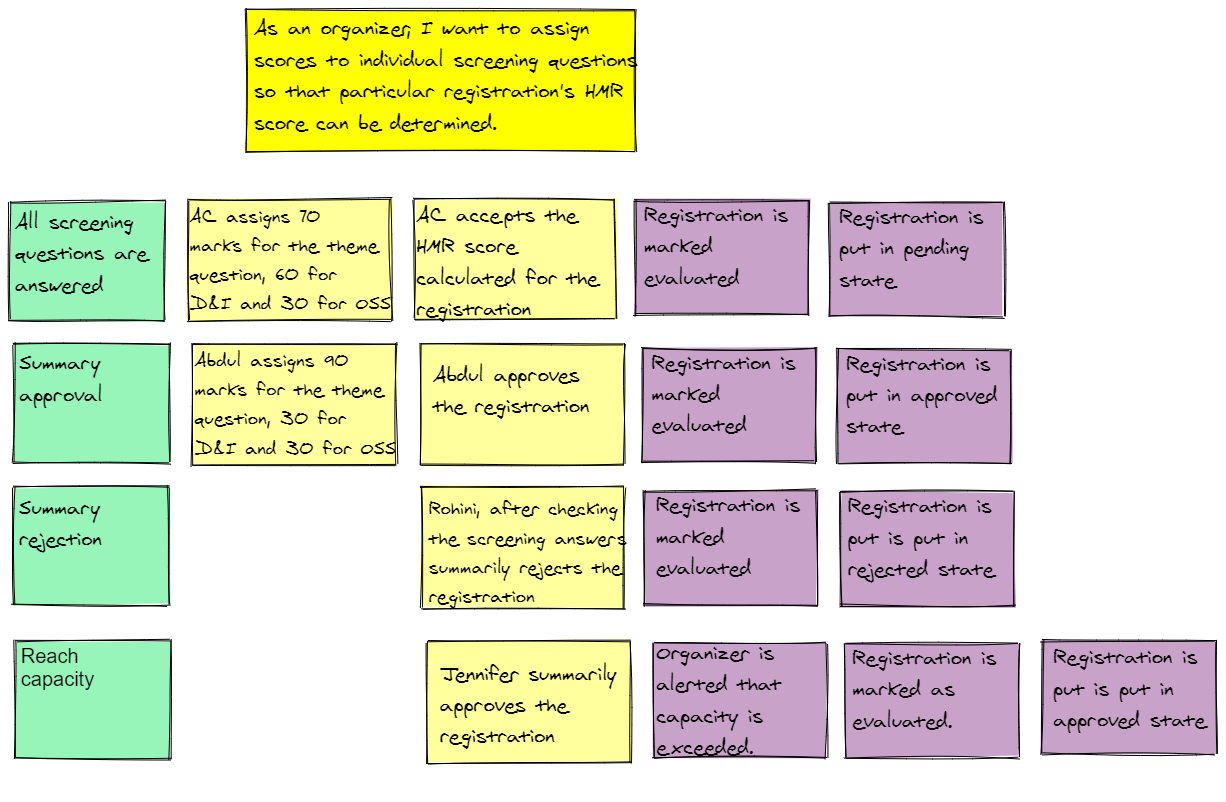 As an organizer, I want to assign
scores to individual screening questions
so that particular registration's HMR
score can be determined.
All screening
questions are
answered
AC assigns 70
marks for the theme
question, 60 for
D&I and 30 for OSS
AC accepts the
HMR score
calculated for the
registration
Registration is
marked
evaluated
Registration is
put in pending
state
Summary
approval
Abdul assigns 90
marks for the theme
question, 30 for
D&I and 30 for OSS
Abdul approves
the registration
Registration is
marked
evaluated
Registration is
put in approved
state
Summary
rejection
Rohini, after checking
the screening answers
summarily rejects the
registration
Registration is
marked
evaluated
Registration is
put is put in
rejected state
Reach
capacity
Jennifer summarily
approves the
registration
Organizer is
alerted that
capacity is
exceeded.
Registration is
marked as
evaluated.
Registration is
put is put in
approved state